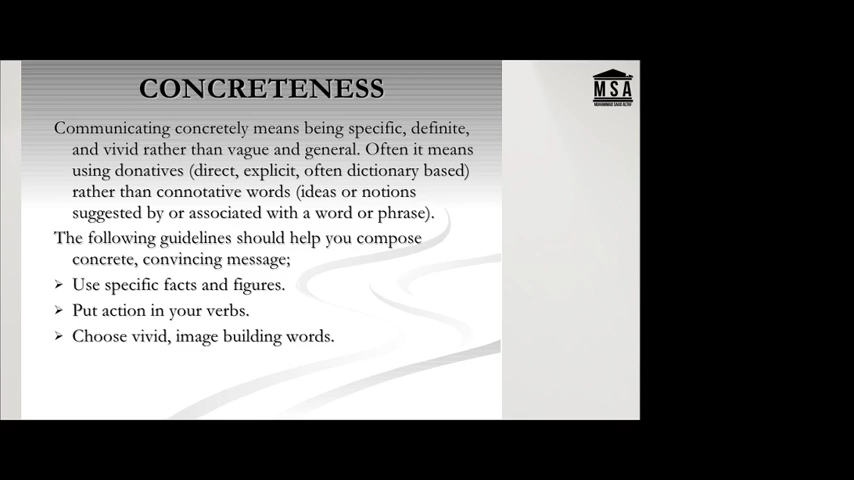 CONCRETENESS
MSA
MUHAMMAD SAAD ALTAF
Communicating concretely means being specific, definite,
and vivid rather than vague and general. Often it means
using donatives (direct, explicit, often dictionary based)
rather than connotative words (ideas or notions
suggested by or associated with a word or phrase).
The following guidelines should help you compose
concrete, convincing message;
➢ Use specific facts and figures.
➢ Put action in your verbs.
➢ Choose vivid, image building words.